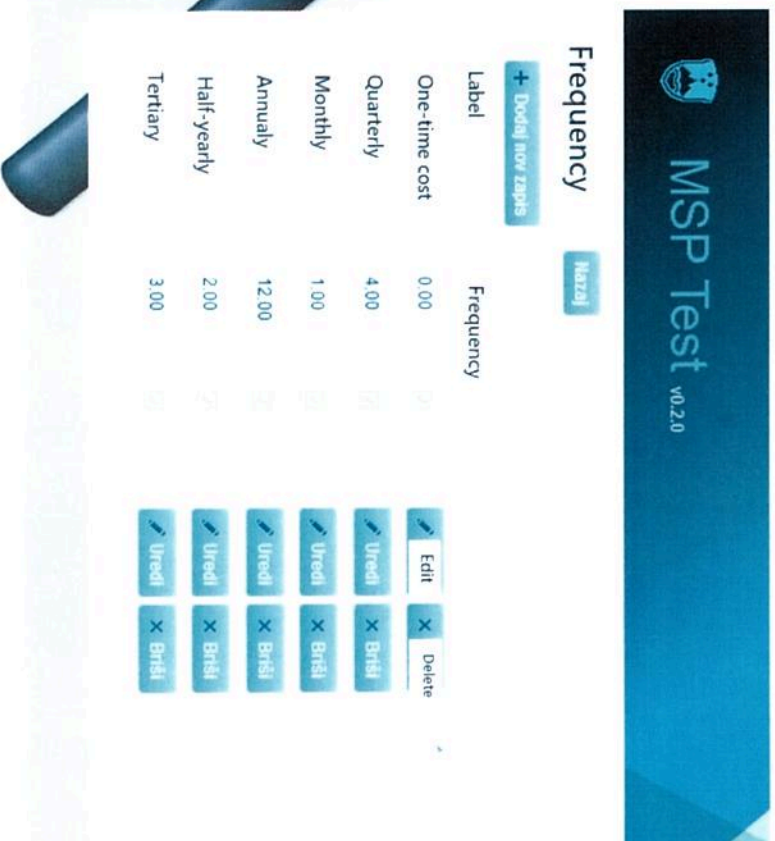 MSP Test v0.2.0
Frequency Nazaj
+ Dodaj nov zapis
Label Frequency
One-time cost 0.00 Edit × Delete
Quarterly 4.00 Uredi × Briši
Monthly 1.00 Uredi × Briši
Annualy 12.00 Uredi × Briši
Half-yearly 2.00 Uredi × Briši
Tertiary 3.00 Uredi × Briši